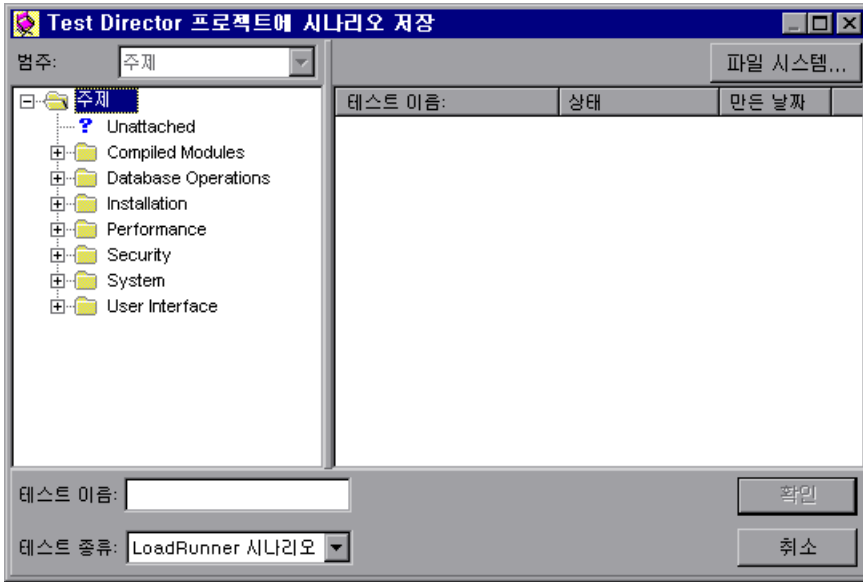 Test Director 프로젝트에 시나리오 저장
범주: 주제 파일 시스템...
주제
Unattached
Compiled Modules
Database Operations
Installation
Performance
Security
System
User Interface
테스트 이름: 상태 만든 날짜
테스트 이름: 확인
테스트 종류: LoadRunner 시나리오 취소